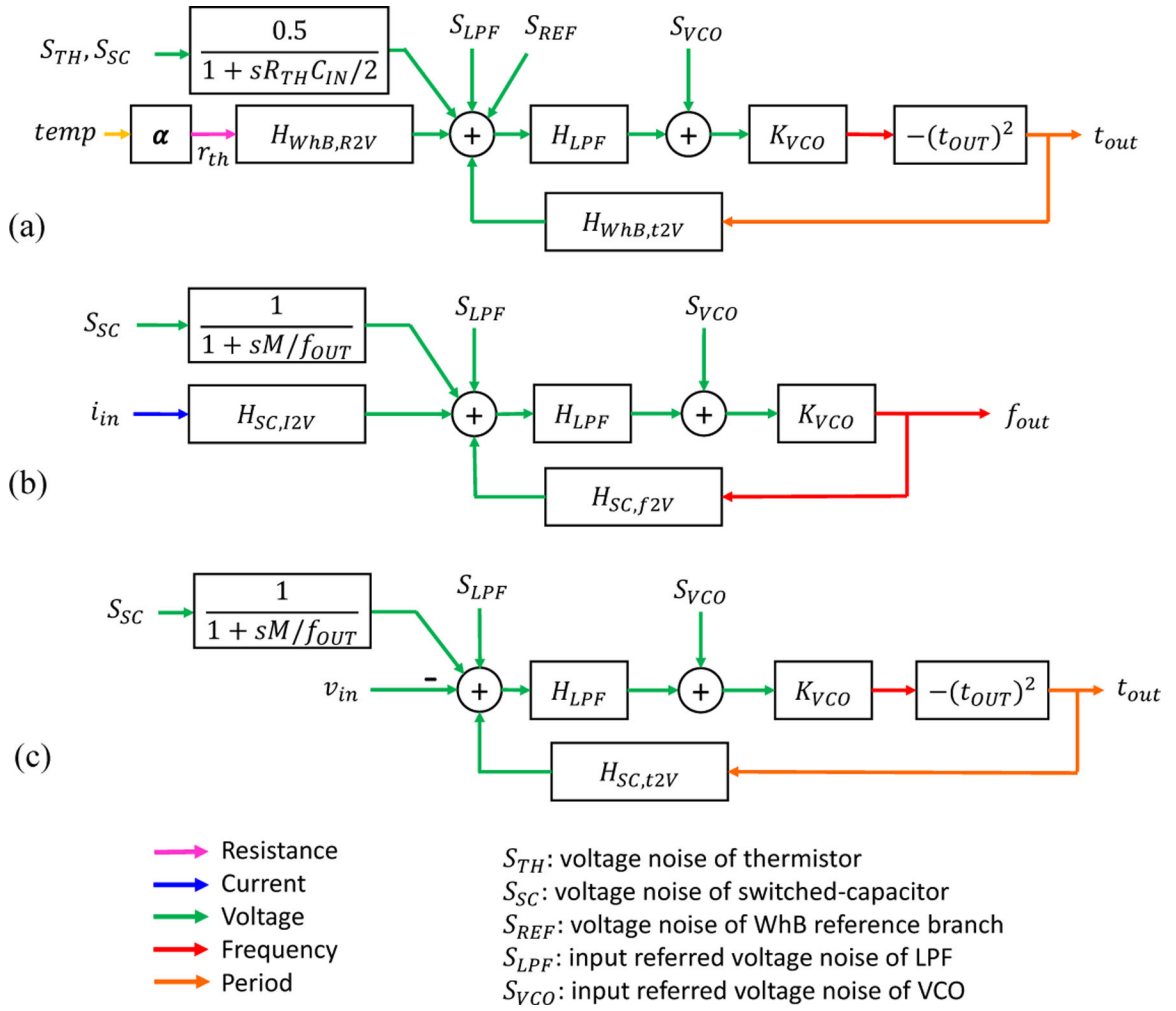 S_TH, S_SC
0.5
1 + sR_THC_IN/2
S_LPF
S_REF
S_VCO
temp
α
r_th
H_WhB,R2V
+
H_LPF
+
K_VCO
−(t_OUT)²
t_out
H_WhB,t2V
(a)
S_SC
1
1 + sM/f_OUT
S_LPF
S_VCO
i_in
H_SC,I2V
+
H_LPF
+
K_VCO
f_out
H_SC,f2V
(b)
S_SC
1
1 + sM/f_OUT
S_LPF
S_VCO
v_in
-
+
H_LPF
+
K_VCO
−(t_OUT)²
t_out
H_SC,t2V
(c)
Resistance
Current
Voltage
Frequency
Period
S_TH: voltage noise of thermistor
S_SC: voltage noise of switched-capacitor
S_REF: voltage noise of WhB reference branch
S_LPF: input referred voltage noise of LPF
S_VCO: input referred voltage noise of VCO